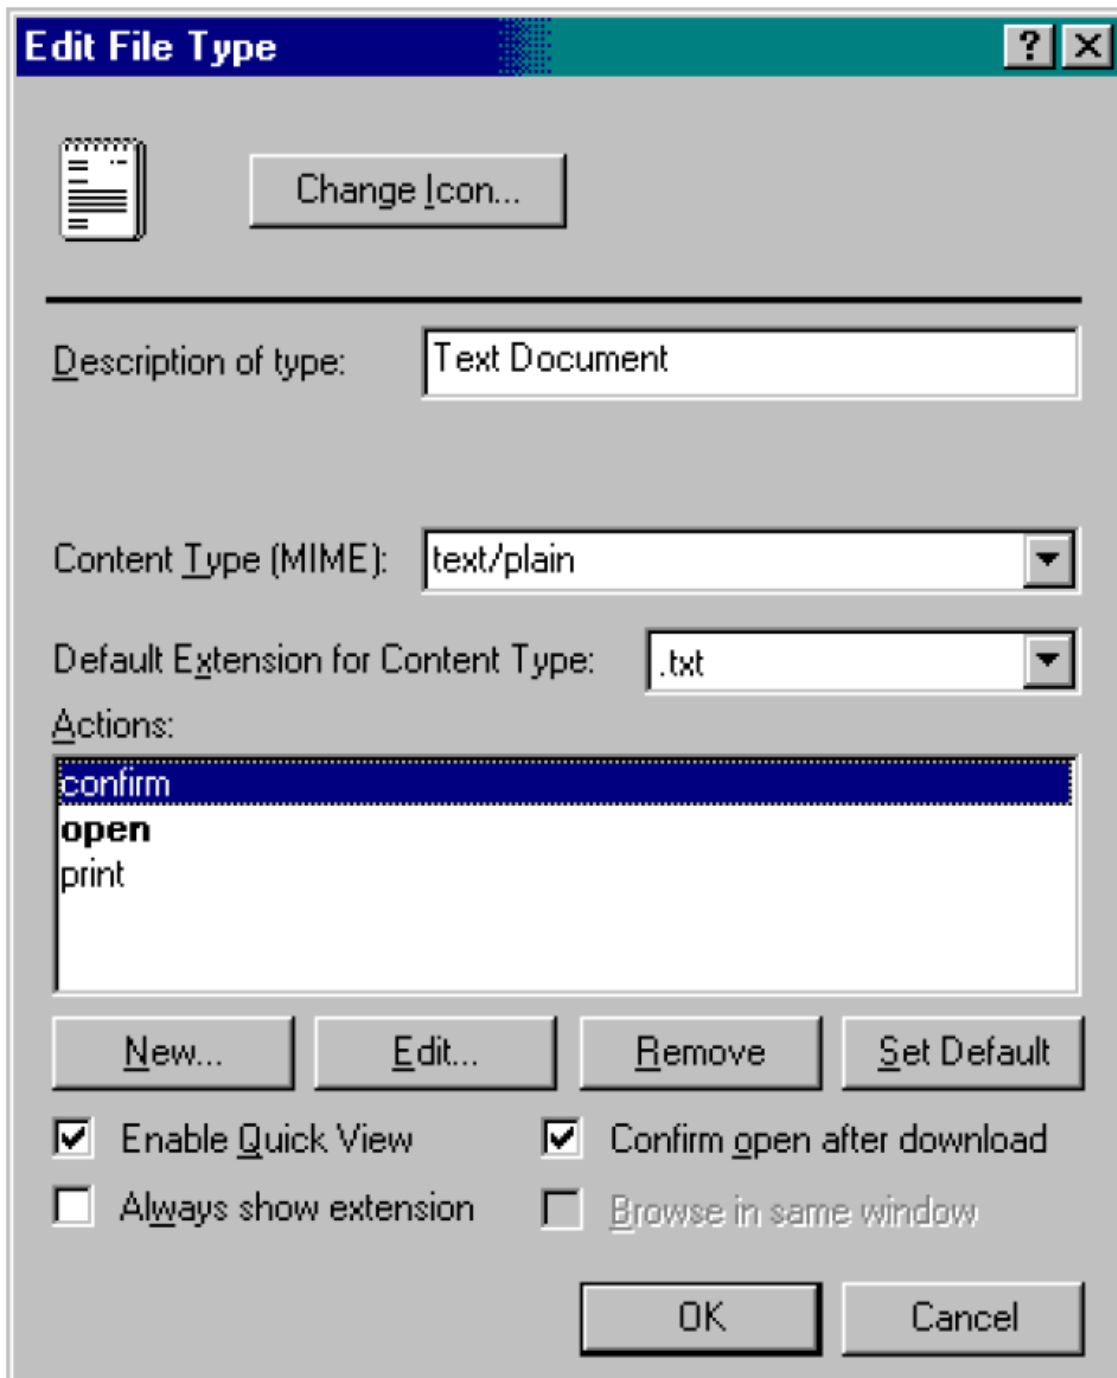 Edit File Type
Change Icon...
Description of type: Text Document
Content Type (MIME): text/plain
Default Extension for Content Type: .txt
Actions:
confirm
open
print
New... Edit... Remove Set Default
Enable Quick View Confirm open after download
Always show extension Browse in same window
OK Cancel